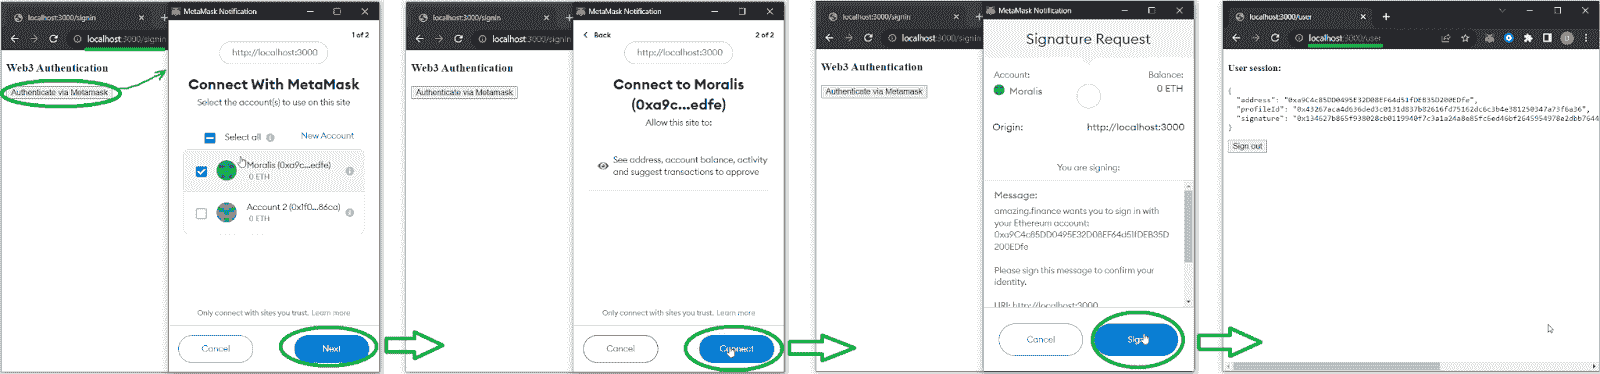 localhost:3000/signin
localhost:3000/signin
Web3 Authentication
Authenticate via Metamask
MetaMask Notification
1 of 2
http://localhost:3000
Connect With MetaMask
Select the account(s) to use on this site
Select all
New Account
Moralis (0xa9c...edfe)
0 ETH
Account 2 (0x1f0...86ca)
0 ETH
Only connect with sites you trust. Learn more
Cancel
Next
localhost:3000/signin
localhost:3000/signin
Web3 Authentication
Authenticate via Metamask
MetaMask Notification
< Back
2 of 2
http://localhost:3000
Connect to Moralis
(0xa9c...edfe)
Allow this site to:
See address, account balance, activity
and suggest transactions to approve
Only connect with sites you trust. Learn more
Cancel
Connect
localhost:3000/signin
localhost:3000/signin
Web3 Authentication
Authenticate via Metamask
MetaMask Notification
Signature Request
Account:
Balance:
Moralis
0 ETH
Origin:
http://localhost:3000
You are signing:
Message:
amazing.finance wants you to sign in with
your Ethereum account:
0xa9C4c85DD0495E32D08EF64d51fDEB35D
200EDfe
Please sign this message to confirm your
identity.
URI: http://localhost:3000
Cancel
Sign
localhost:3000/user
localhost:3000/user
User session:
{
"address": "0xa9C4c85DD0495E32D08EF64d51fDEB35D200EDfe",
"profileId":
"signature":
}
Sign out